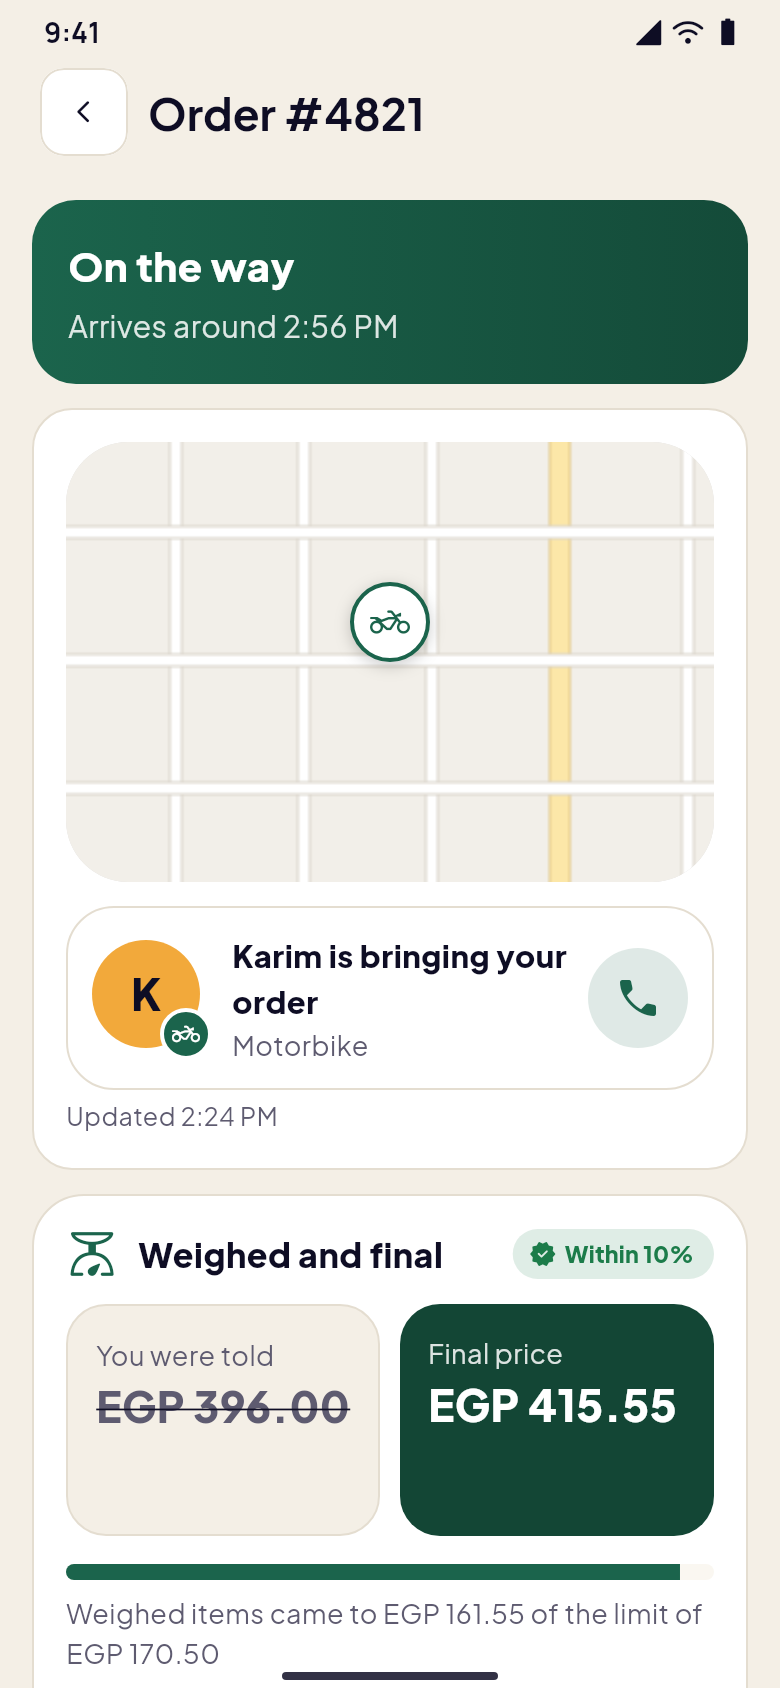 9:41
Order #4821
On the way
Arrives around 2:56 PM
K
Karim is bringing your
order
Motorbike
Updated 2:24 PM
Weighed and final
Within 10%
You were told
EGP 396.00
Final price
EGP 415.55
Weighed items came to EGP 161.55 of the limit of
EGP 170.50